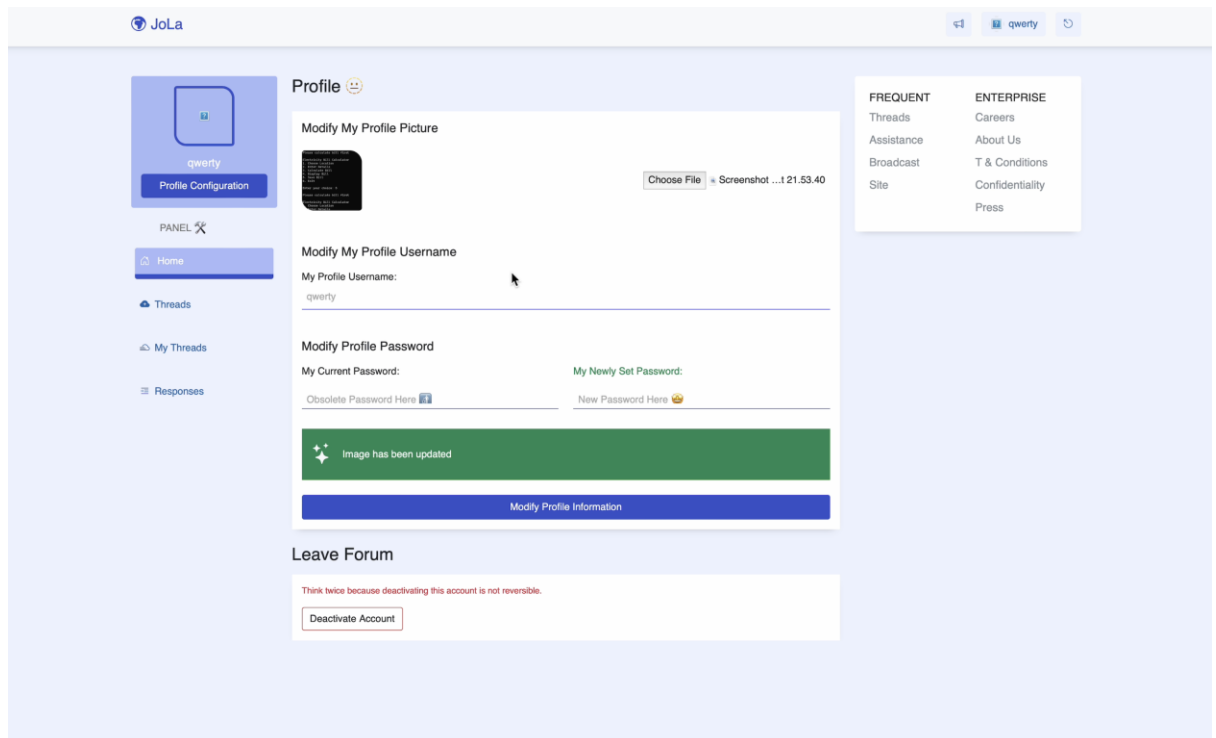 JoLa
qwerty
qwerty
Profile Configuration
PANEL
Home
Threads
My Threads
Responses
Profile
Modify My Profile Picture
Choose File
Screenshot ...t 21.53.40
Modify My Profile Username
My Profile Username:
qwerty
Modify Profile Password
My Current Password:
My Newly Set Password:
Obsolete Password Here
New Password Here
Image has been updated
Modify Profile Information
Leave Forum
Think twice because deactivating this account is not reversible.
Deactivate Account
FREQUENT
Threads
Assistance
Broadcast
Site
ENTERPRISE
Careers
About Us
T & Conditions
Confidentiality
Press